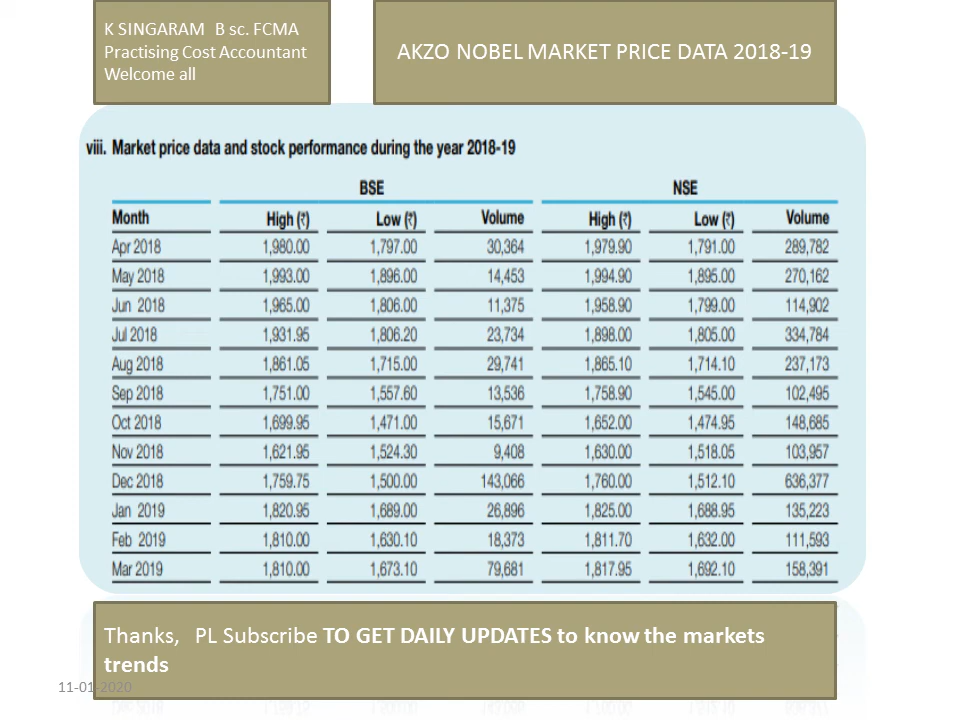 K SINGARAM B sc. FCMA
Practising Cost Accountant
Welcome all
AKZO NOBEL MARKET PRICE DATA 2018-19
viii. Market price data and stock performance during the year 2018-19
BSE NSE
Month High (₹) Low (₹) Volume High (₹) Low (₹) Volume
Apr 2018 1,980.00 1,797.00 30,364 1,979.90 1,791.00 289,782
May 2018 1,993.00 1,896.00 14,453 1,994.90 1,895.00 270,162
Jun 2018 1,965.00 1,806.00 11,375 1,958.90 1,799.00 114,902
Jul 2018 1,931.95 1,806.20 23,734 1,898.00 1,805.00 334,784
Aug 2018 1,861.05 1,715.00 29,741 1,865.10 1,714.10 237,173
Sep 2018 1,751.00 1,557.60 13,536 1,758.90 1,545.00 102,495
Oct 2018 1,699.95 1,471.00 15,671 1,652.00 1,474.95 148,685
Nov 2018 1,621.95 1,524.30 9,408 1,630.00 1,518.05 103,957
Dec 2018 1,759.75 1,500.00 143,066 1,760.00 1,512.10 636,377
Jan 2019 1,820.95 1,689.00 26,896 1,825.00 1,688.95 135,223
Feb 2019 1,810.00 1,630.10 18,373 1,811.70 1,632.00 111,593
Mar 2019 1,810.00 1,673.10 79,681 1,817.95 1,692.10 158,391
Thanks, PL Subscribe TO GET DAILY UPDATES to know the markets
trends
11-01-2020